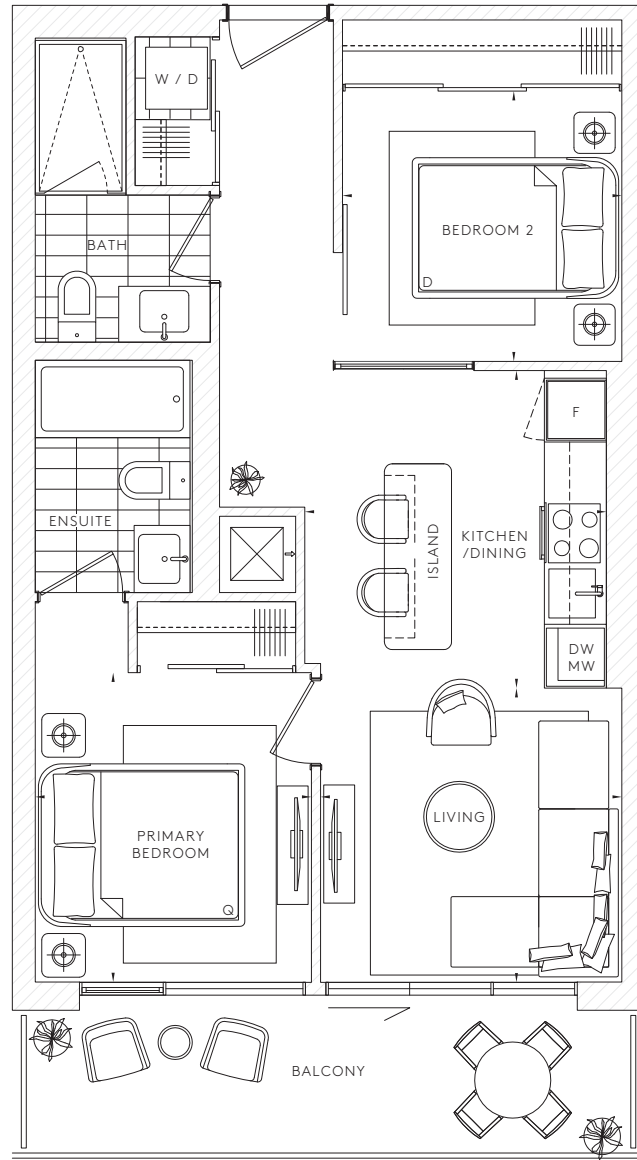 W / D
BEDROOM 2
D
BATH
F
ENSUITE
ISLAND
KITCHEN
/DINING
DW
MW
PRIMARY
BEDROOM
Q
LIVING
BALCONY